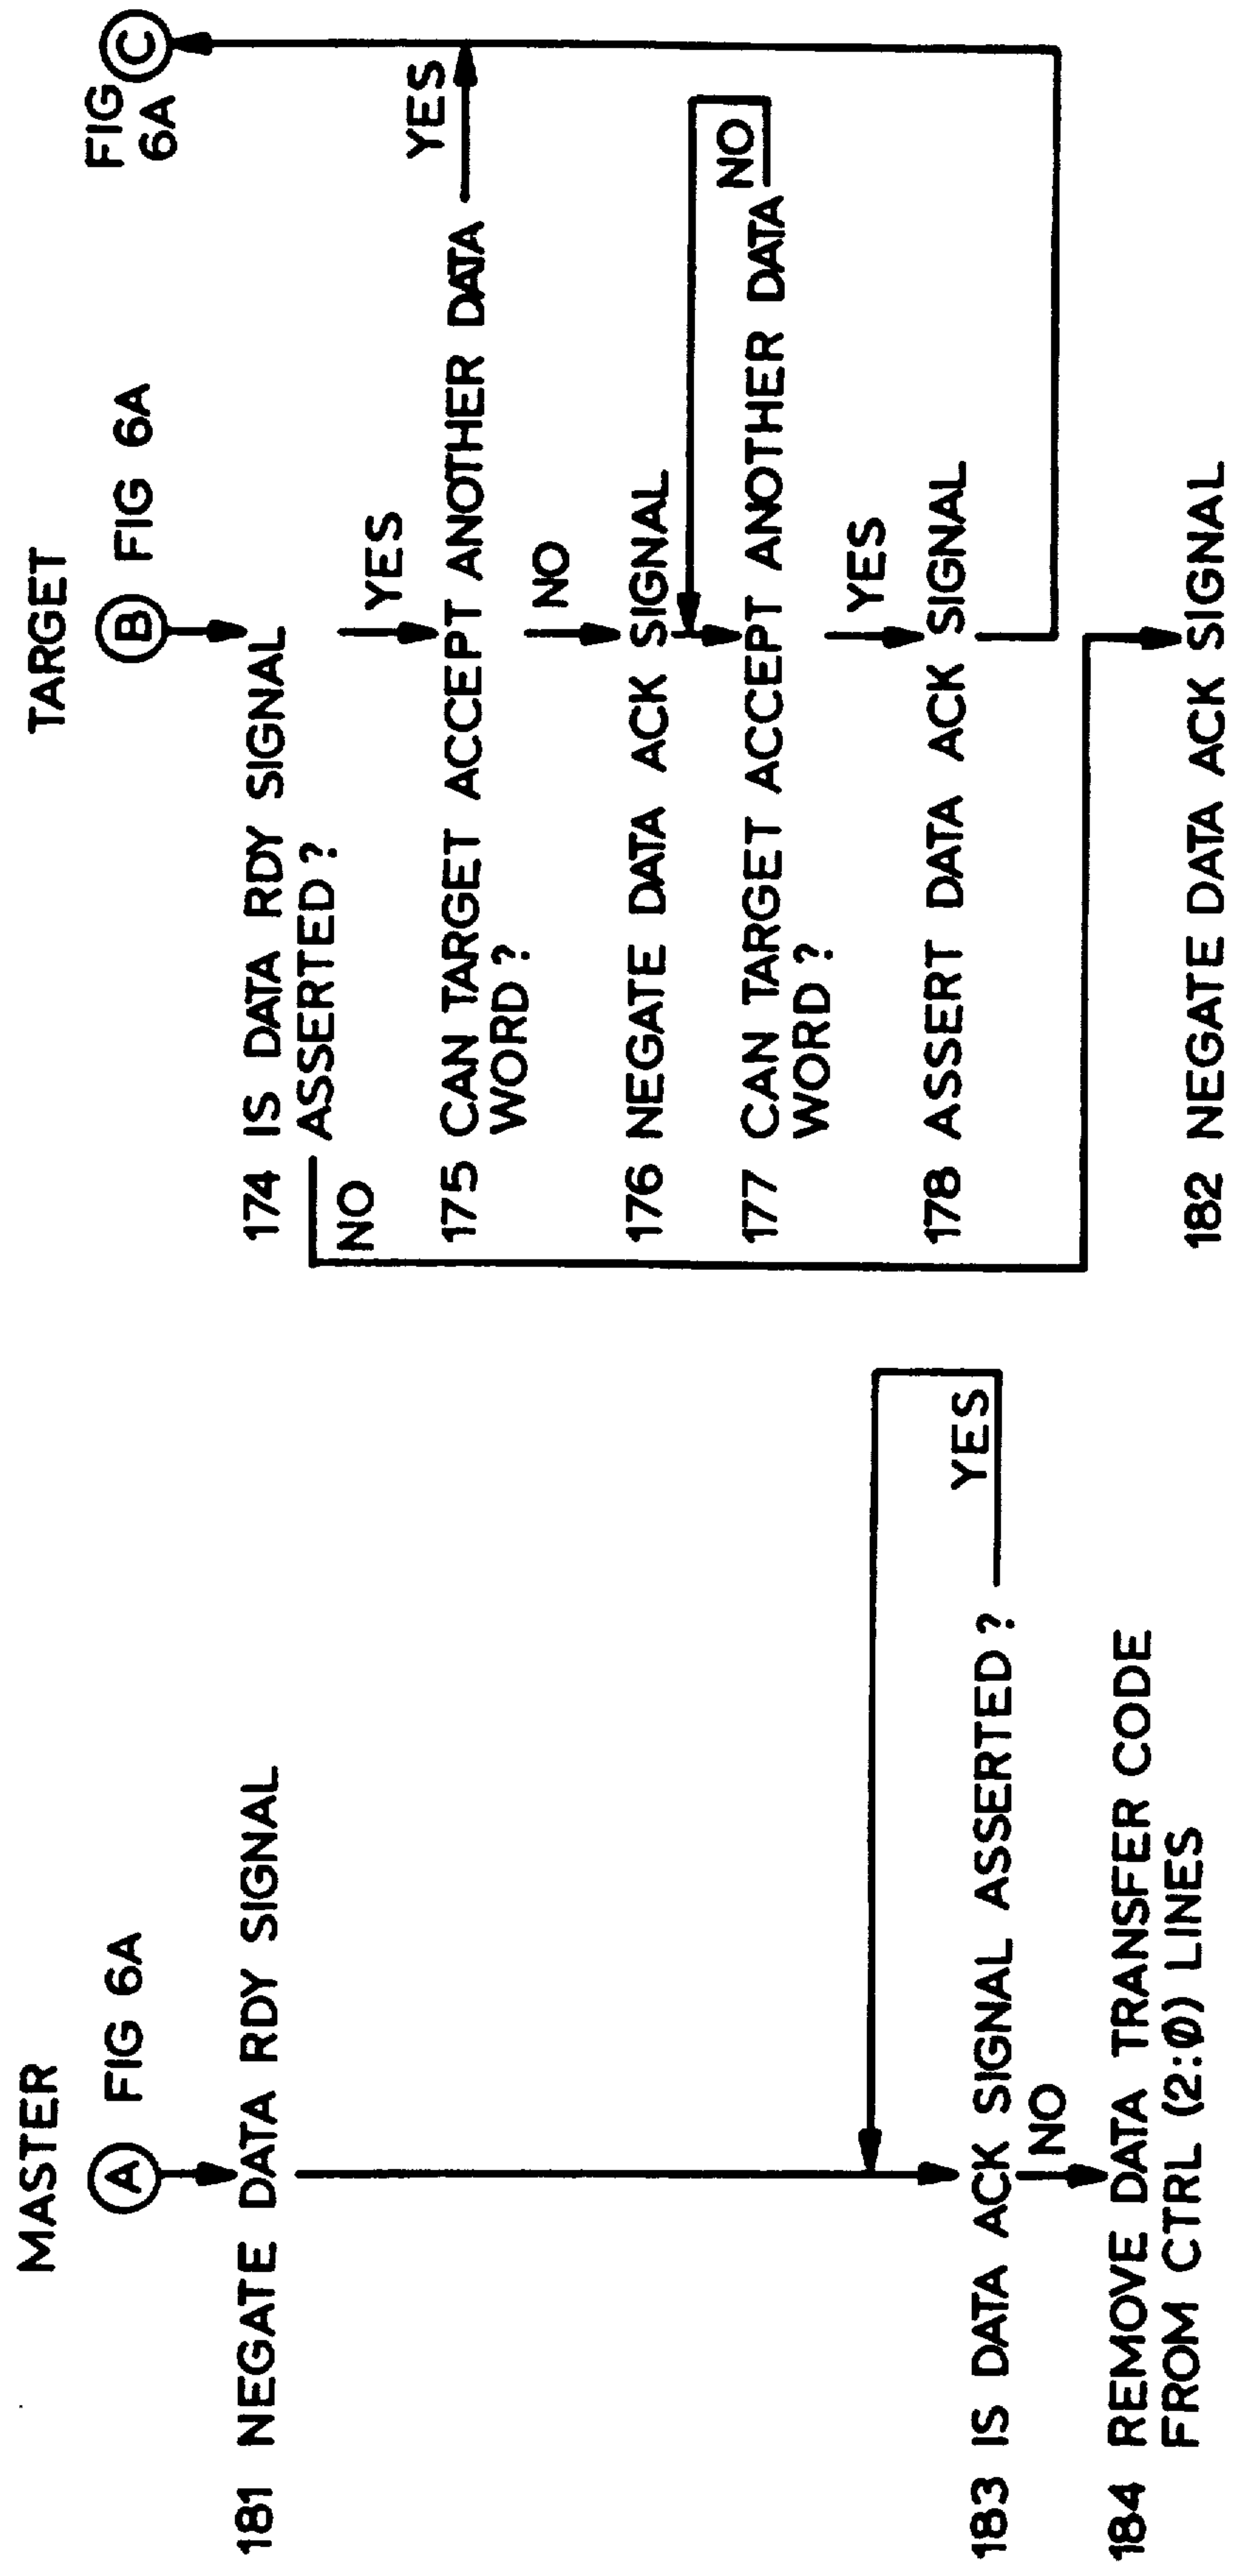 MASTER
A FIG 6A
181 NEGATE DATA RDY SIGNAL
183 IS DATA ACK SIGNAL ASSERTED?
YES
NO
184 REMOVE DATA TRANSFER CODE
FROM CTRL (2:Ø) LINES
TARGET
B FIG 6A
FIG
6A
C
174 IS DATA RDY SIGNAL
ASSERTED?
NO
YES
175 CAN TARGET ACCEPT ANOTHER DATA
WORD?
YES
NO
176 NEGATE DATA ACK SIGNAL
177 CAN TARGET ACCEPT ANOTHER DATA
WORD?
NO
YES
178 ASSERT DATA ACK SIGNAL
182 NEGATE DATA ACK SIGNAL